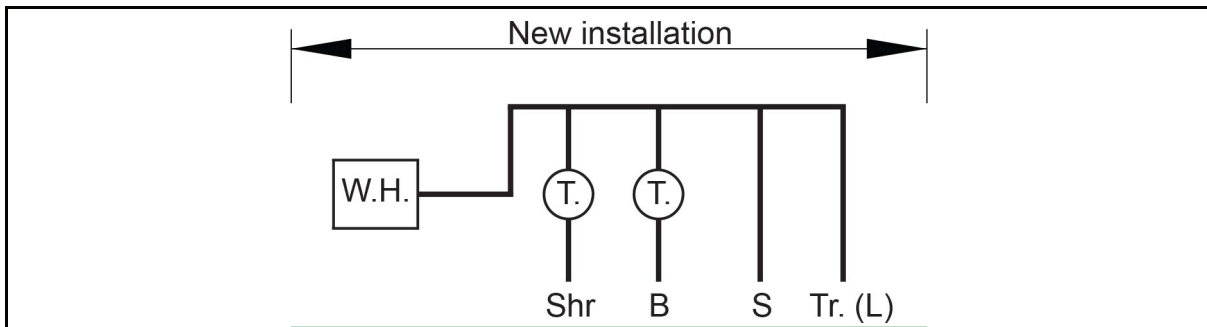 New installation
W.H.
T.
T.
Shr
B
S
Tr. (L)